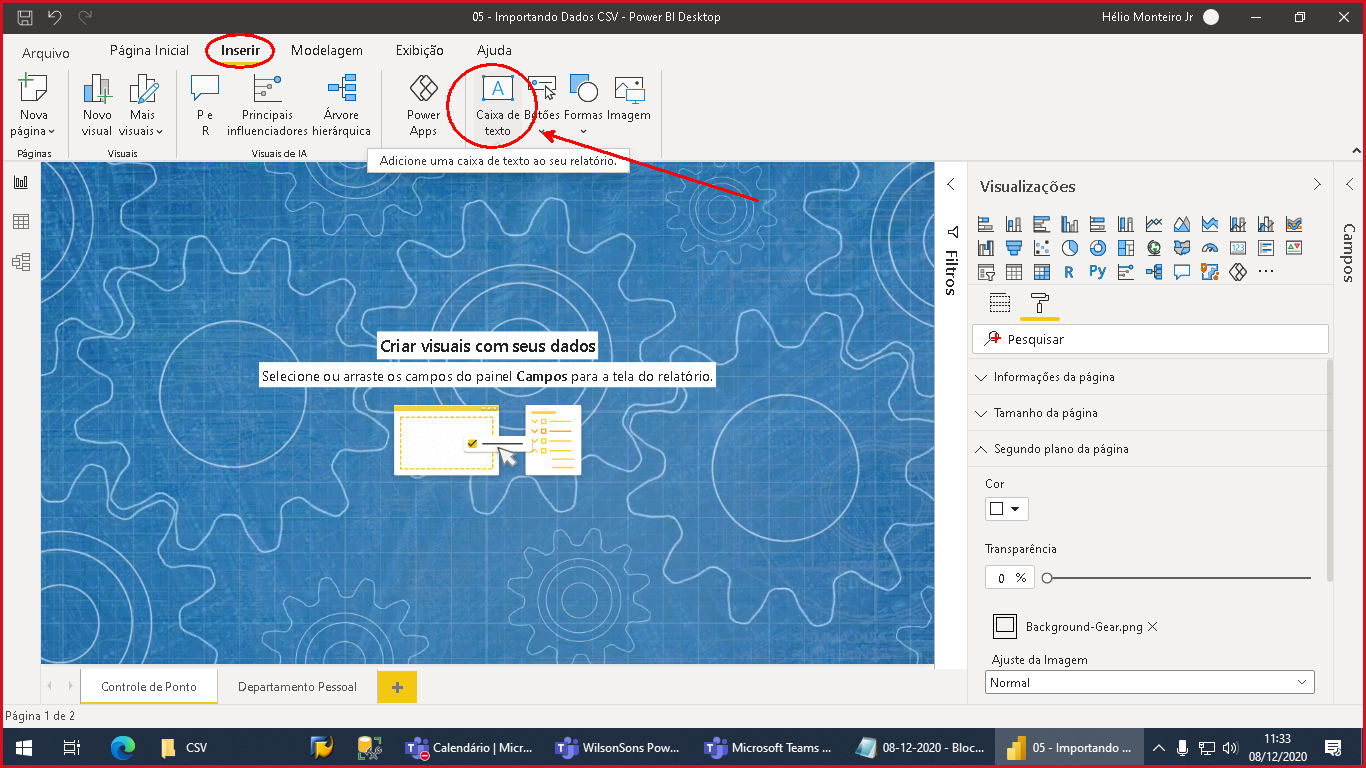 05 - Importando Dados CSV - Power BI Desktop
Hélio Monteiro Jr
Arquivo
Página Inicial
Inserir
Modelagem
Exibição
Ajuda
Nova
página
Novo
visual
Mais
visuais
P e
R
Principais
influenciadores
Árvore
hierárquica
Power
Apps
A
Caixa de
texto
Botões
Formas
Imagem
Páginas
Visuais
Visuais de IA
Adicione uma caixa de texto ao seu relatório.
Criar visuais com seus dados
Selecione ou arraste os campos do painel Campos para a tela do relatório.
Filtros
Visualizações
123
R
Py
Pesquisar
Informações da página
Tamanho da página
Segundo plano da página
Cor
Transparência
0 %
Background-Gear.png
Ajuste da Imagem
Normal
Campos
Controle de Ponto
Departamento Pessoal
+
Página 1 de 2
CSV
Calendário | Micr...
WilsonSons Pow...
Microsoft Teams ...
08-12-2020 - Bloc...
05 - Importando ...
11:33
08/12/2020